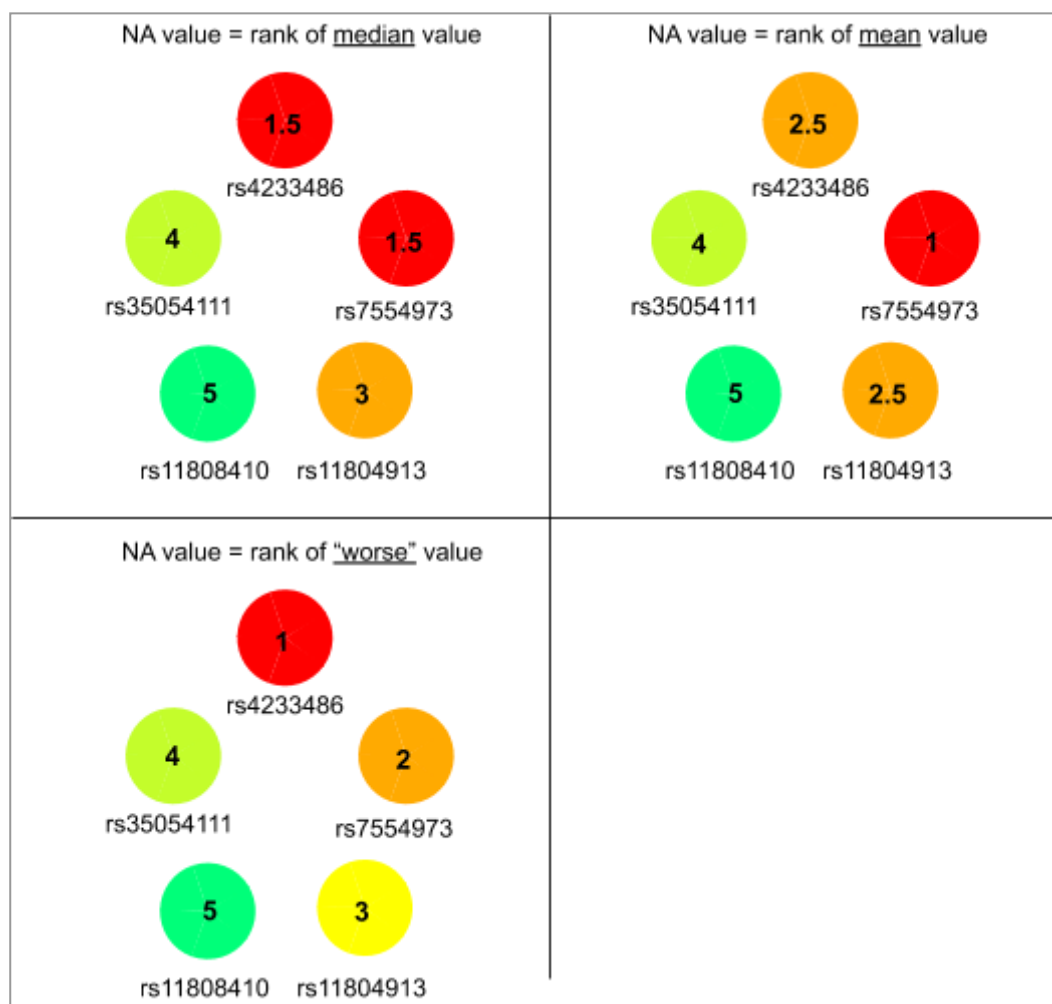 NA value = rank of median value
1.5
rs4233486
4
1.5
rs35054111
rs7554973
5
3
rs11808410
rs11804913
NA value = rank of mean value
2.5
rs4233486
4
1
rs35054111
rs7554973
5
2.5
rs11808410
rs11804913
NA value = rank of “worse” value
1
rs4233486
4
2
rs35054111
rs7554973
5
3
rs11808410
rs11804913